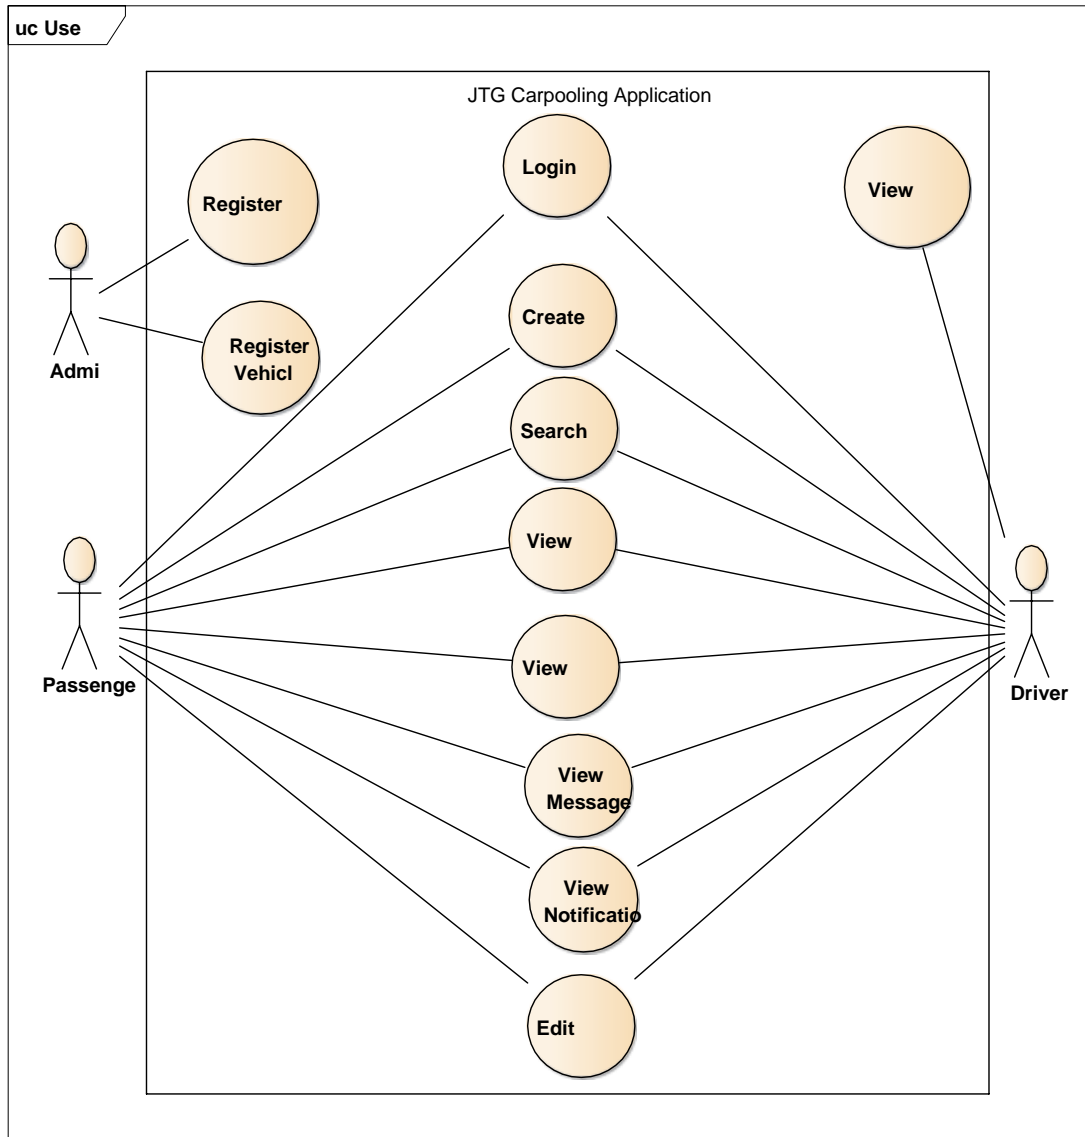 uc Use
JTG Carpooling Application
Login
View
Register
Create
Register
Vehicl
Admi
Search
View
View
Passenge
Driver
View
Message
View
Notificatio
Edit